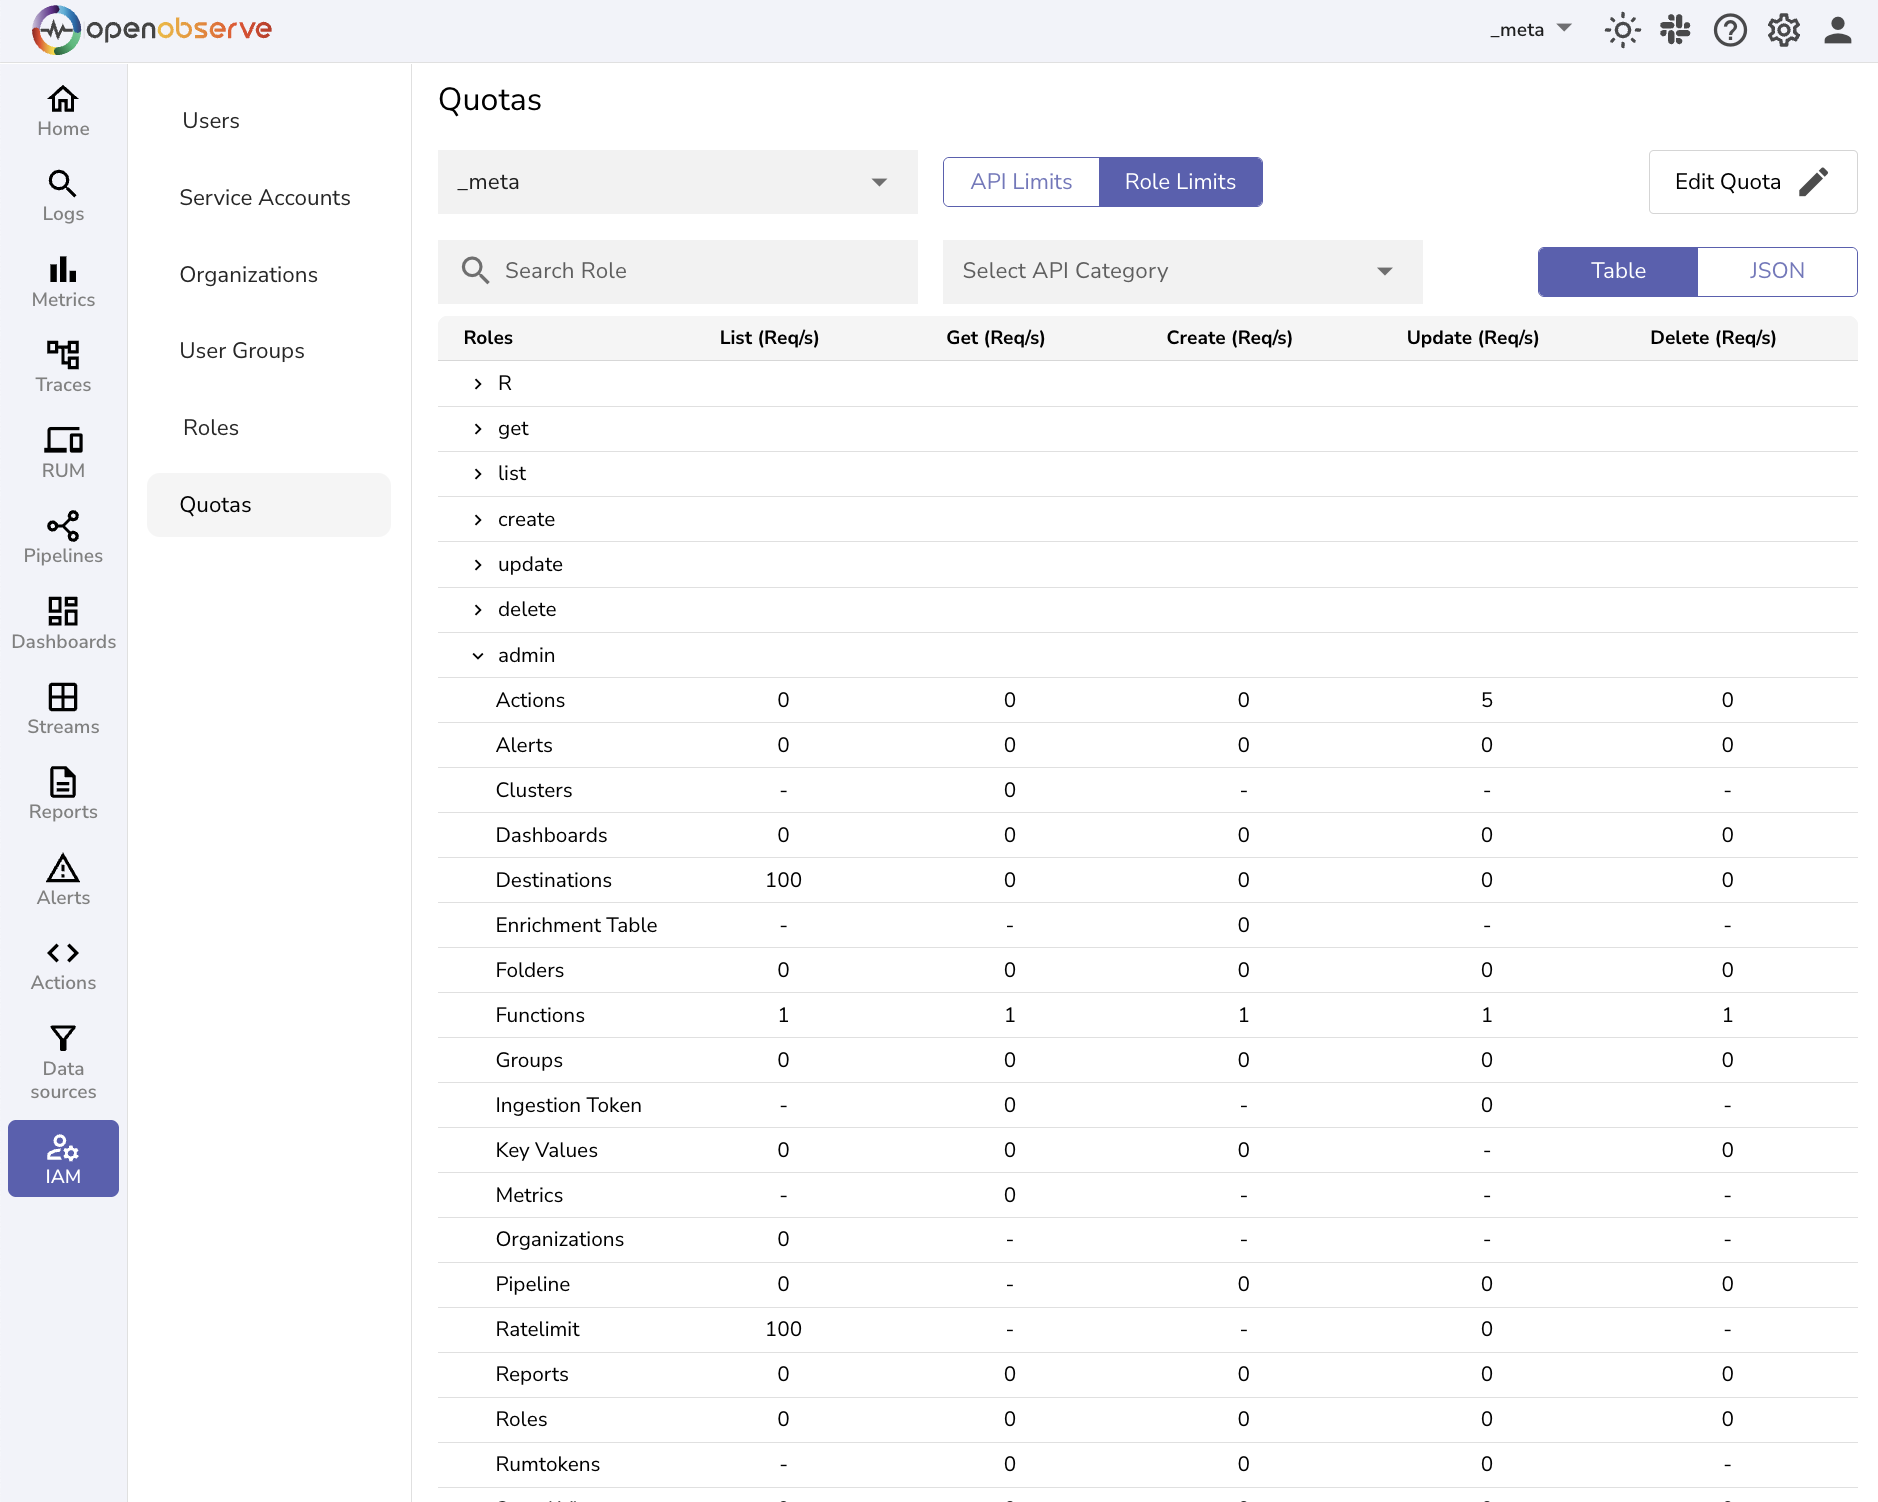 openobserve
_meta
Home
Logs
Metrics
Traces
RUM
Pipelines
Dashboards
Streams
Reports
Alerts
Actions
Data
sources
IAM
Users
Service Accounts
Organizations
User Groups
Roles
Quotas
Quotas
_meta
API Limits Role Limits
Edit Quota
Search Role
Select API Category
Table JSON
Roles List (Req/s) Get (Req/s) Create (Req/s) Update (Req/s) Delete (Req/s)
R
get
list
create
update
delete
admin
Actions 0 0 0 5 0
Alerts 0 0 0 0 0
Clusters - 0 - - -
Dashboards 0 0 0 0 0
Destinations 100 0 0 0 0
Enrichment Table - - 0 - -
Folders 0 0 0 0 0
Functions 1 1 1 1 1
Groups 0 0 0 0 0
Ingestion Token - 0 - 0 -
Key Values 0 0 0 - 0
Metrics - 0 - - -
Organizations 0 - - - -
Pipeline 0 - 0 0 0
Ratelimit 100 - - 0 -
Reports 0 0 0 0 0
Roles 0 0 0 0 0
Rumtokens - 0 0 0 -